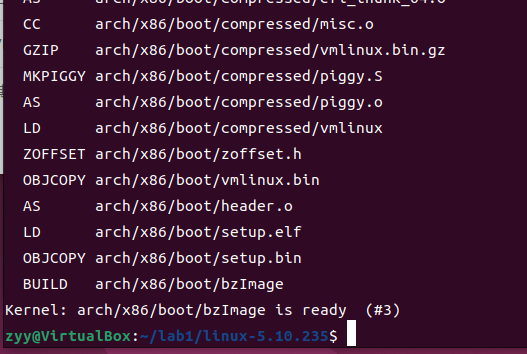 CC      arch/x86/boot/compressed/misc.o
GZIP    arch/x86/boot/compressed/vmlinux.bin.gz
MKPIGGY arch/x86/boot/compressed/piggy.S
AS      arch/x86/boot/compressed/piggy.o
LD      arch/x86/boot/compressed/vmlinux
ZOFFSET arch/x86/boot/zoffset.h
OBJCOPY arch/x86/boot/vmlinux.bin
AS      arch/x86/boot/header.o
LD      arch/x86/boot/setup.elf
OBJCOPY arch/x86/boot/setup.bin
BUILD   arch/x86/boot/bzImage
Kernel: arch/x86/boot/bzImage is ready  (#3)
zyy@VirtualBox:~/lab1/linux-5.10.235$